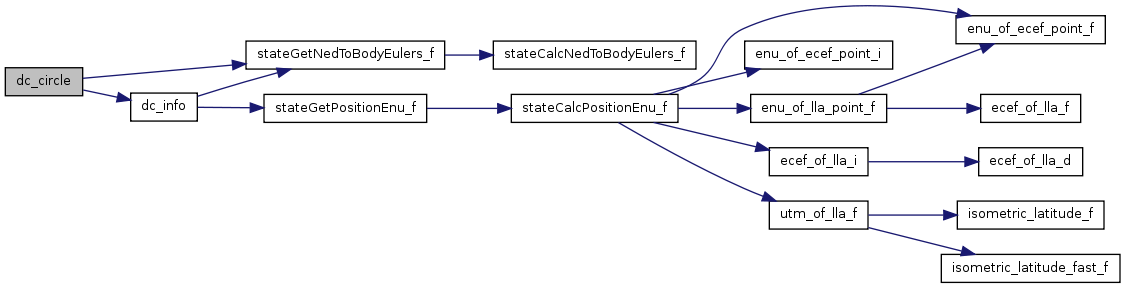 dc_circle
dc_info
stateGetNedToBodyEulers_f
stateGetPositionEnu_f
stateCalcNedToBodyEulers_f
stateCalcPositionEnu_f
enu_of_ecef_point_i
enu_of_lla_point_f
ecef_of_lla_i
utm_of_lla_f
enu_of_ecef_point_f
ecef_of_lla_f
ecef_of_lla_d
isometric_latitude_f
isometric_latitude_fast_f